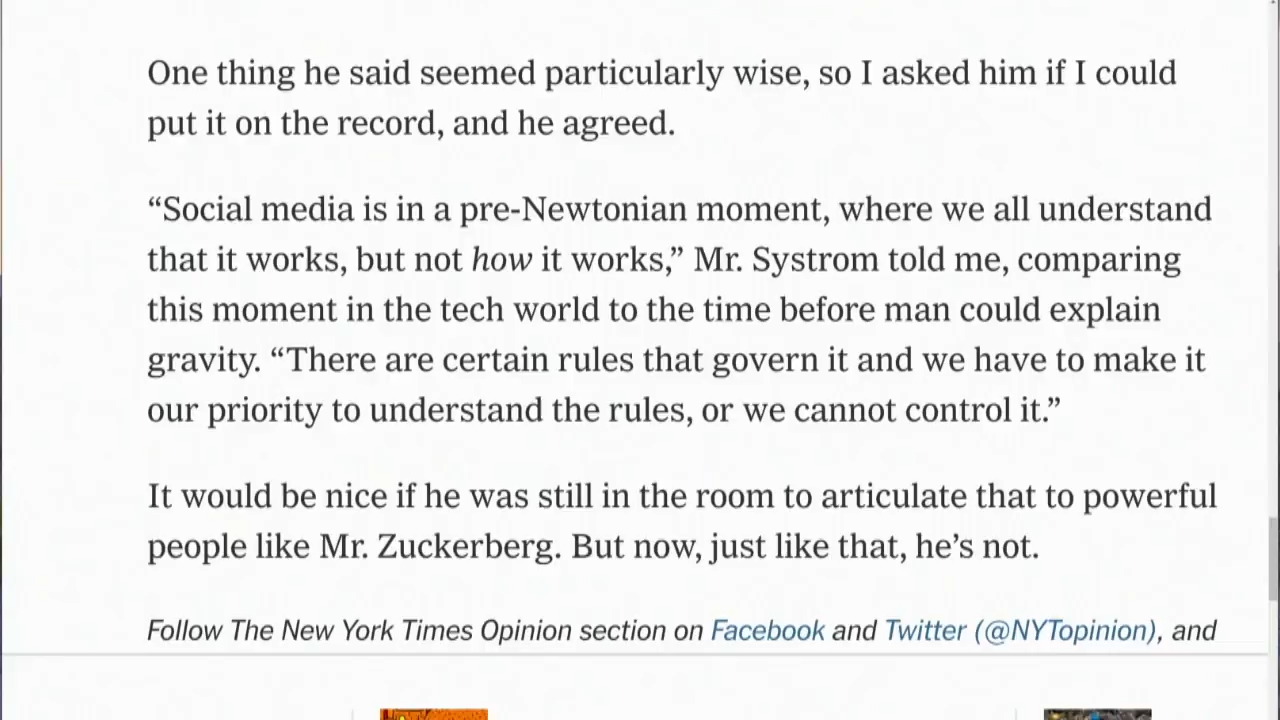 One thing he said seemed particularly wise, so I asked him if I could
put it on the record, and he agreed.
“Social media is in a pre-Newtonian moment, where we all understand
that it works, but not how it works,” Mr. Systrom told me, comparing
this moment in the tech world to the time before man could explain
gravity. “There are certain rules that govern it and we have to make it
our priority to understand the rules, or we cannot control it.”
It would be nice if he was still in the room to articulate that to powerful
people like Mr. Zuckerberg. But now, just like that, he’s not.
Follow The New York Times Opinion section on Facebook and Twitter (@NYTopinion), and